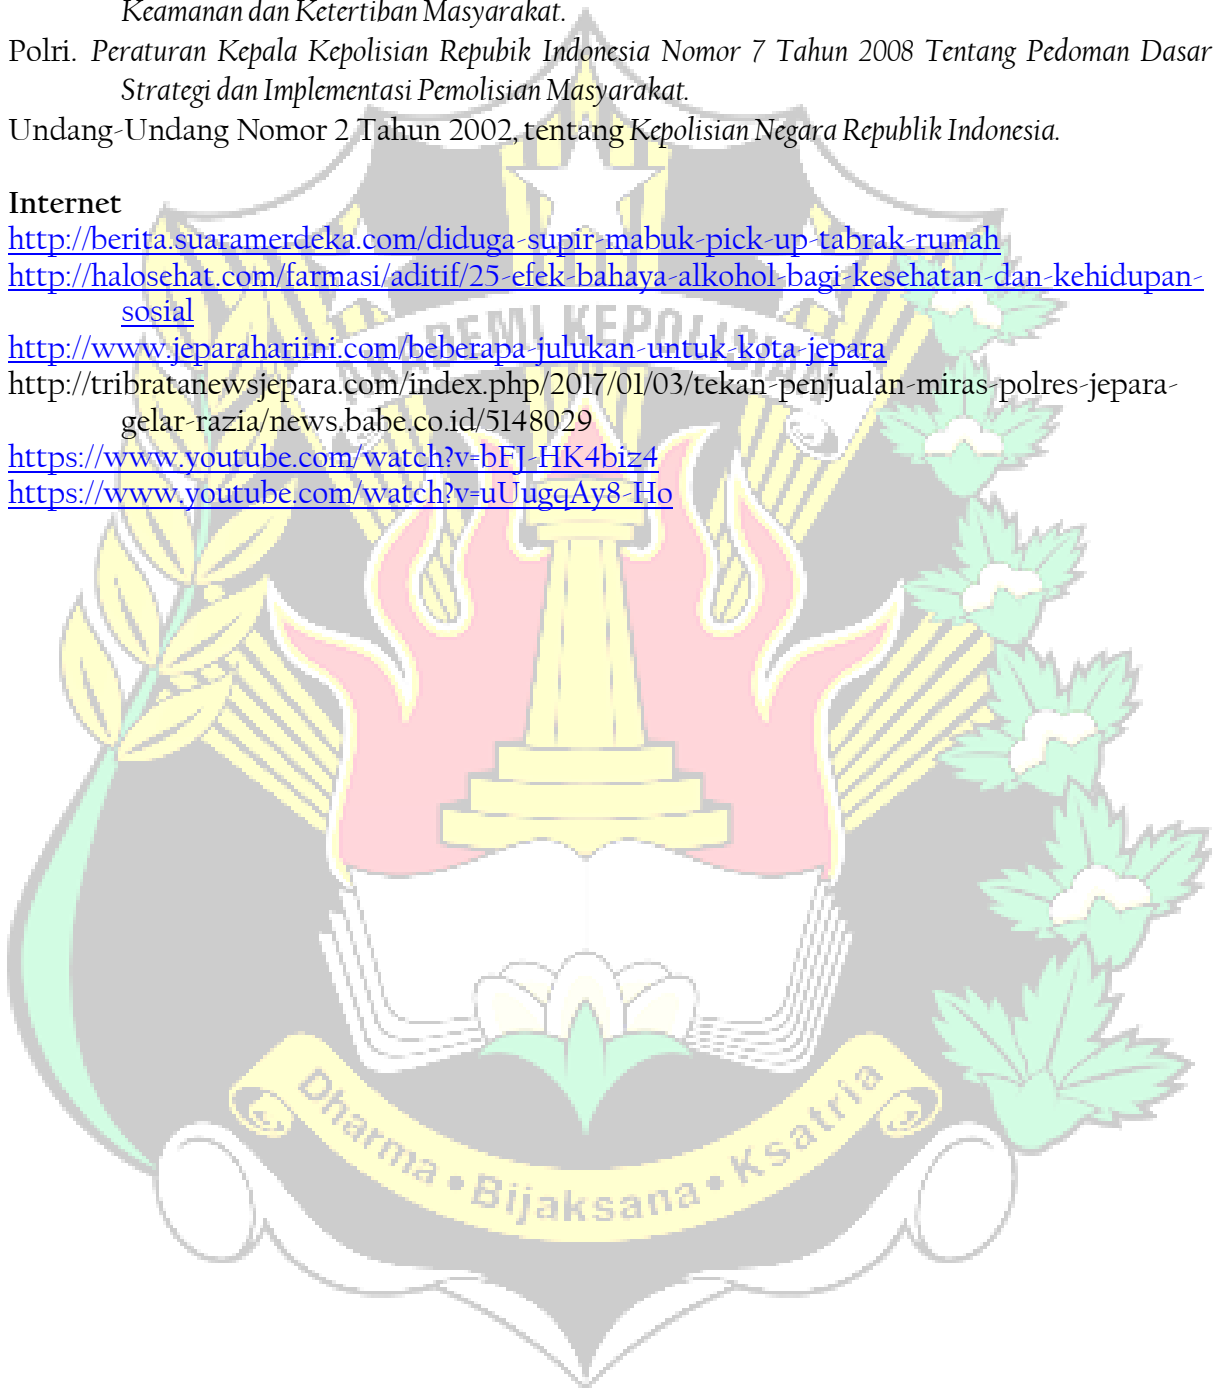 Keamanan dan Ketertiban Masyarakat.
Polri. Peraturan Kepala Kepolisian Repubik Indonesia Nomor 7 Tahun 2008 Tentang Pedoman Dasar
Strategi dan Implementasi Pemolisian Masyarakat.
Undang-Undang Nomor 2 Tahun 2002, tentang Kepolisian Negara Republik Indonesia.
Internet
http://berita.suaramerdeka.com/diduga-supir-mabuk-pick-up-tabrak-rumah
http://halosehat.com/farmasi/aditif/25-efek-bahaya-alkohol-bagi-kesehatan-dan-kehidupan-
sosial
AKADEMI KEPOLISIAN
http://www.jeparahariini.com/beberapa-julukan-untuk-kota-jepara
http://tribratanewsjepara.com/index.php/2017/01/03/tekan-penjualan-miras-polres-jepara-
gelar-razia/news.babe.co.id/5148029
https://www.youtube.com/watch?v=bFJ-HK4biz4
https://www.youtube.com/watch?v=uUugqAy8-Ho
Dharma • Bijaksana • Ksatria